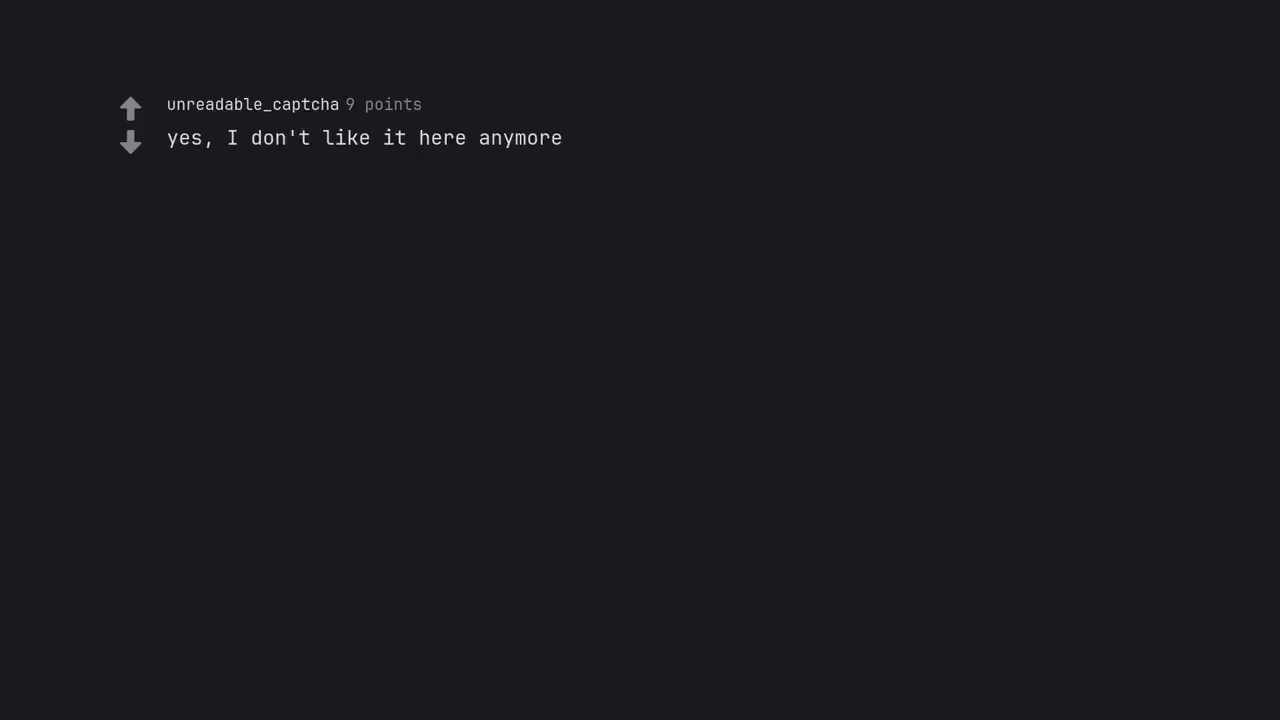 unreadable_captcha 9 points
yes, I don't like it here anymore